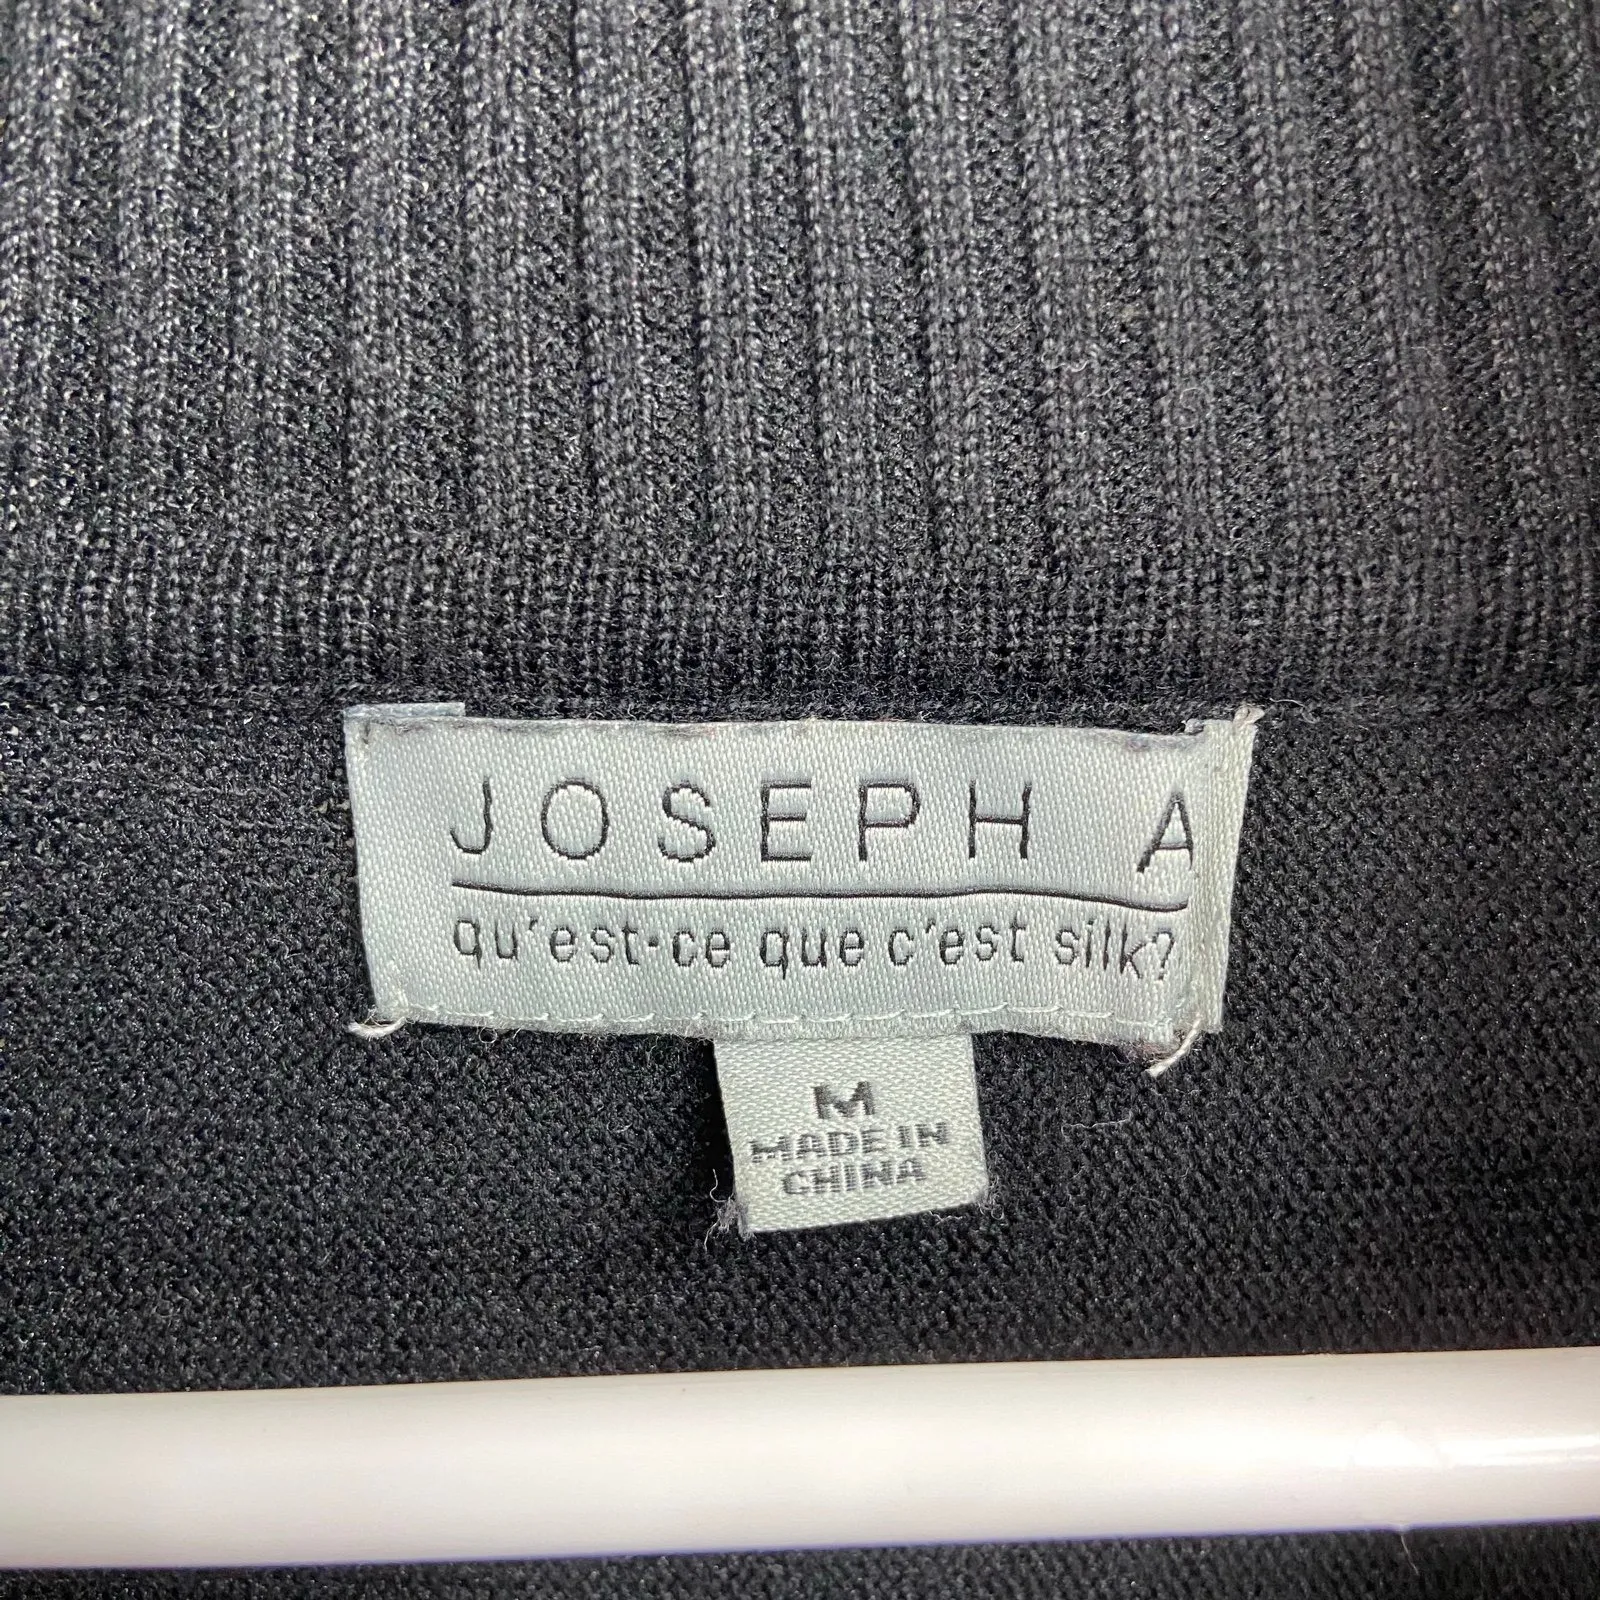 JOSEPH A
qu'est-ce que c'est silk?
M
MADE IN
CHINA